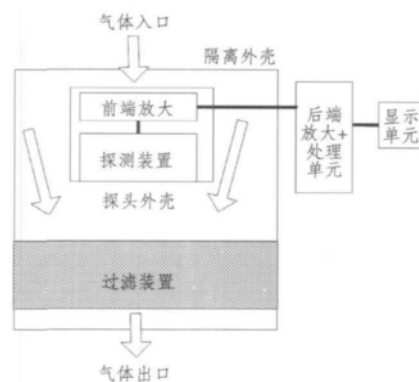 气体入口
隔离外壳
前端放大
探测装置
探头外壳
后端
放大+
处理
单元
显示
单元
过滤装置
气体出口